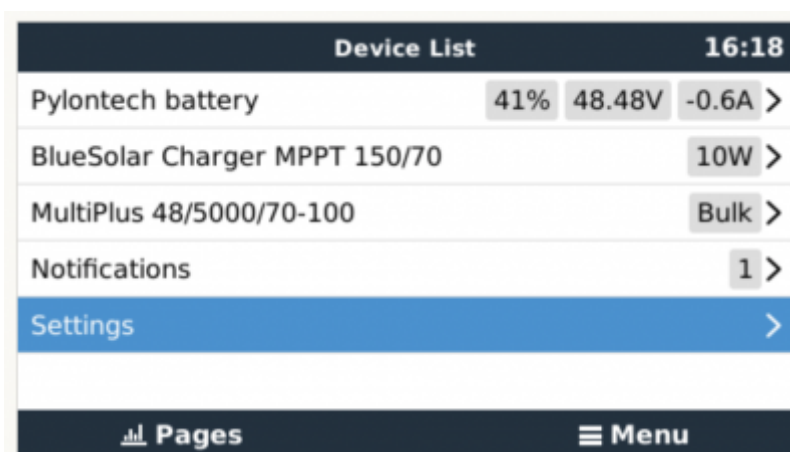 Device List 16:18
Pylontech battery 41% 48.48V -0.6A
BlueSolar Charger MPPT 150/70 10W
MultiPlus 48/5000/70-100 Bulk
Notifications 1
Settings
Pages Menu